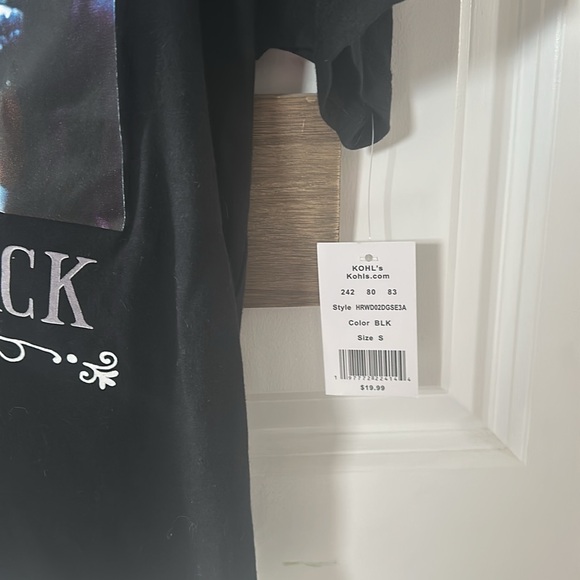 CK
y
KOHL's
Kohls.com
242 80 83
Style HRWD02DGSE3A
Color BLK
Size S
$19.99